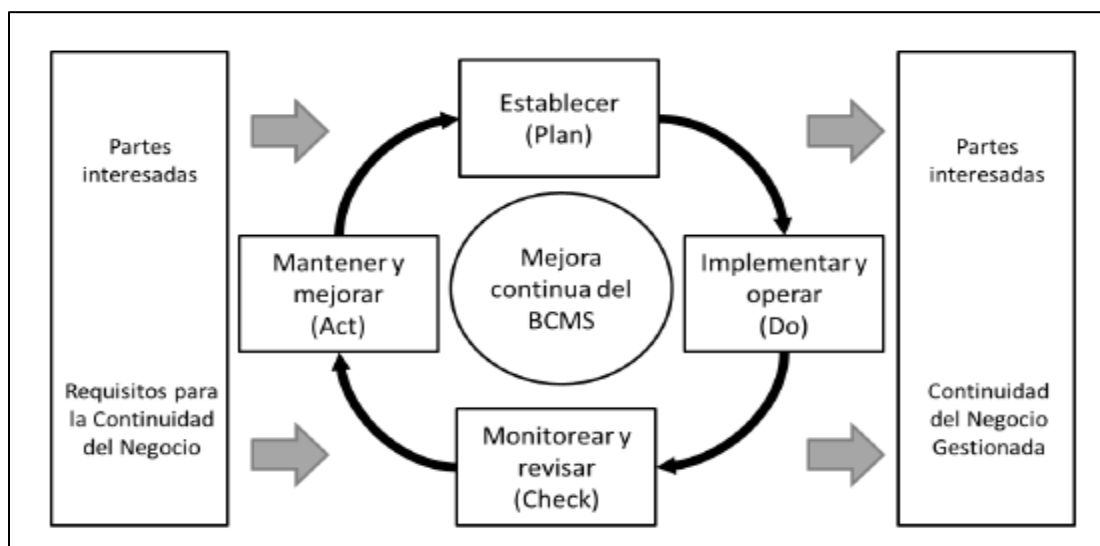 Partes
interesadas
Requisitos para
la Continuidad
del Negocio
Establecer
(Plan)
Mantener y
mejorar
(Act)
Mejora
continua del
BCMS
Implementar y
operar
(Do)
Monitorear y
revisar
(Check)
Partes
interesadas
Continuidad
del Negocio
Gestionada